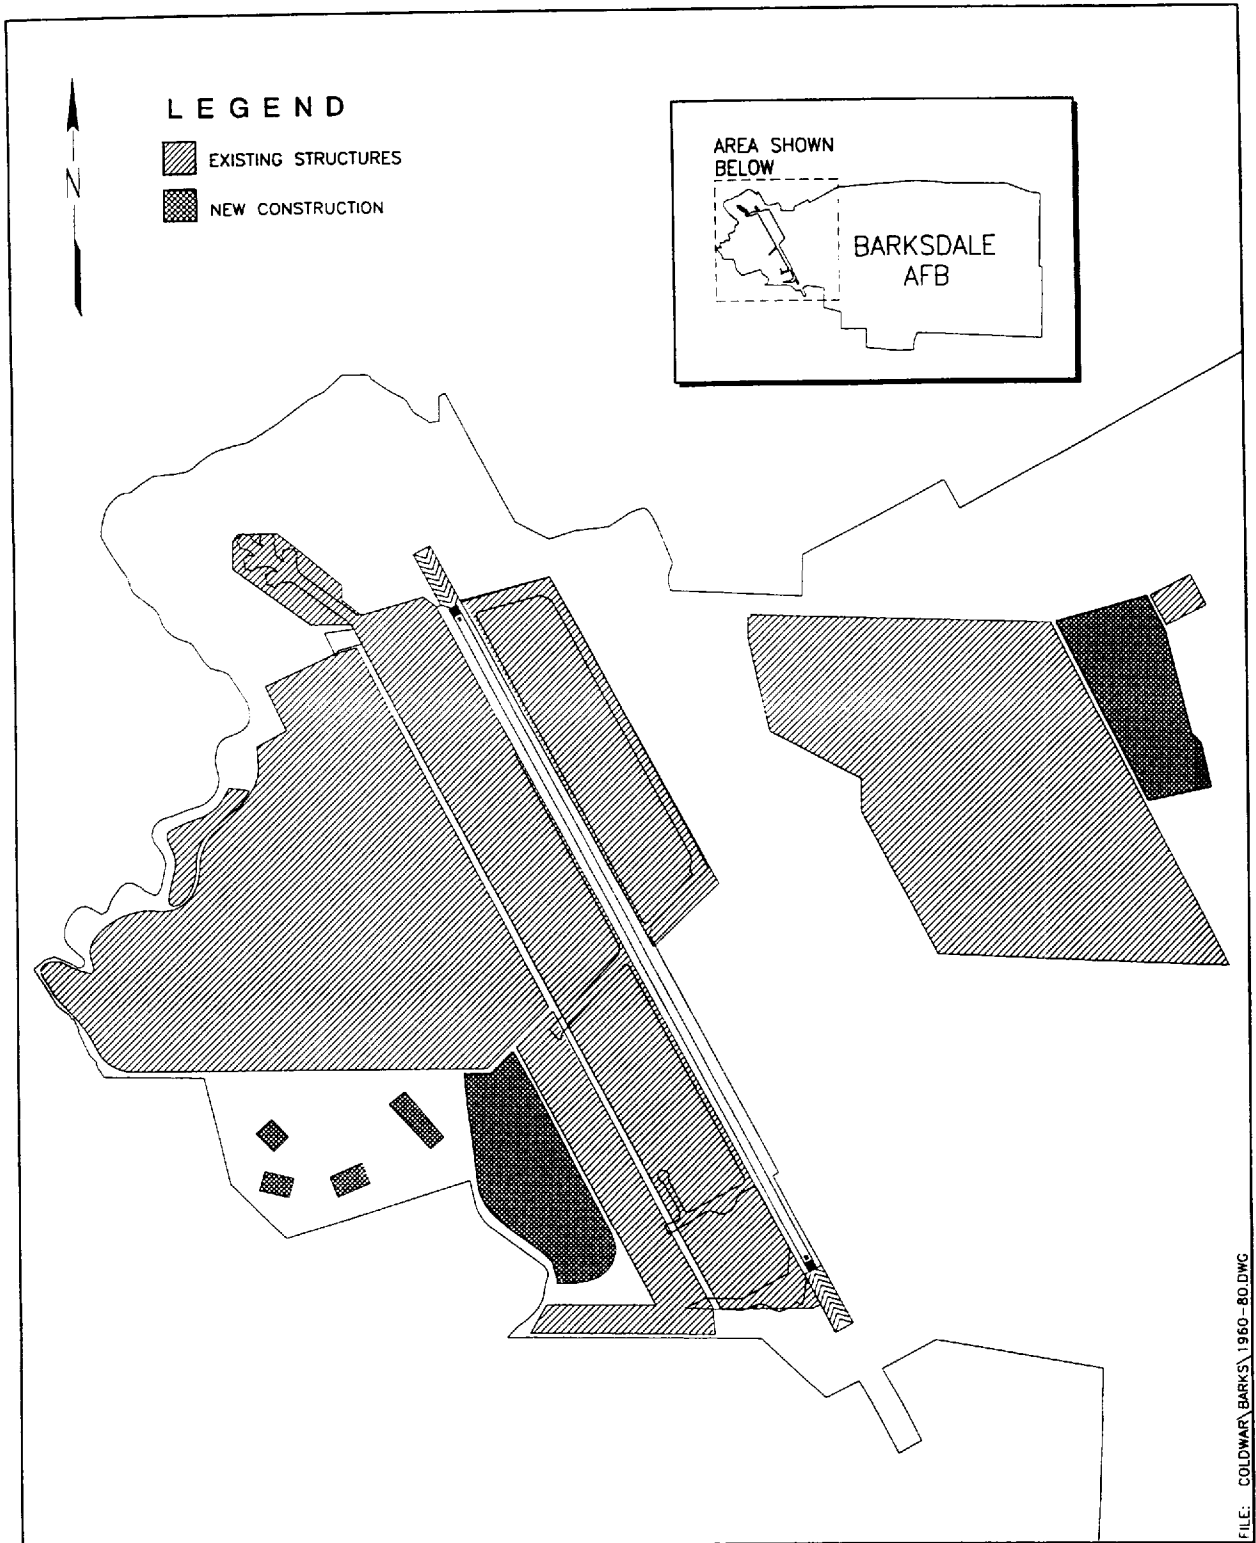 LEGEND
EXISTING STRUCTURES
NEW CONSTRUCTION
N
AREA SHOWN
BELOW
BARKSDALE
AFB
FILE: COLDWAR\BARKS\1960-80.DWG